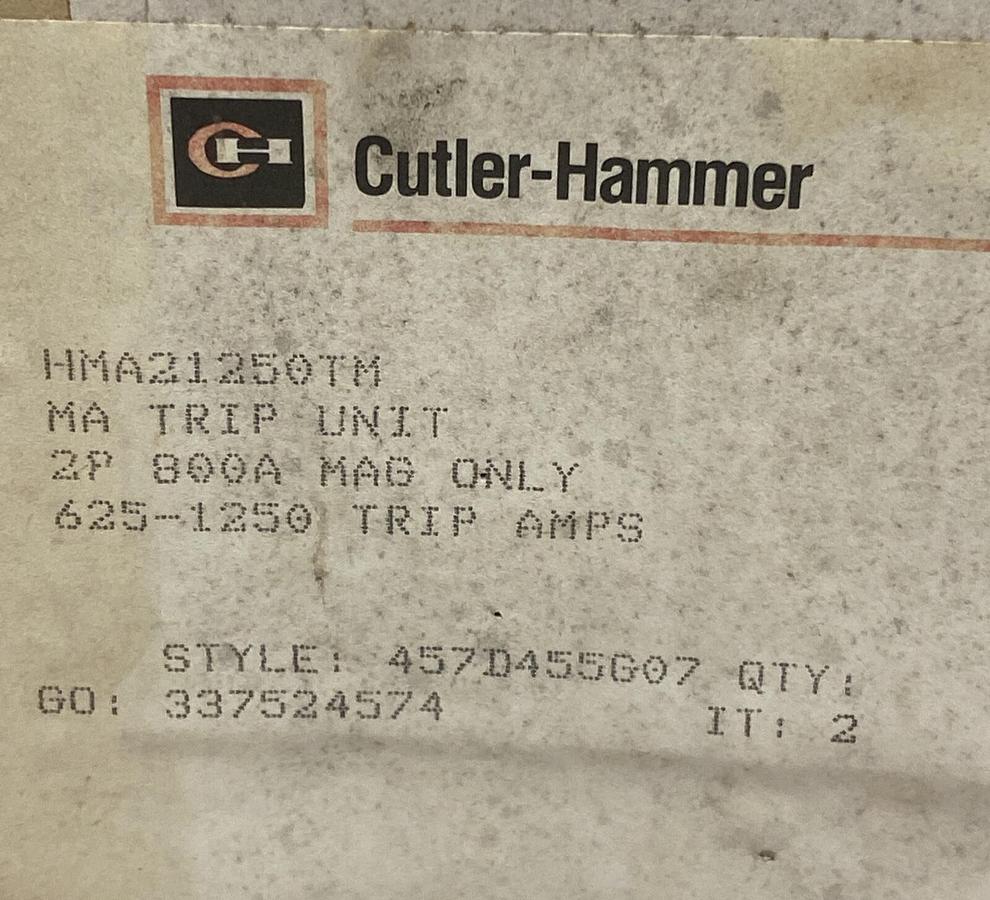 CH
Cutler-Hammer
HMA21250TM
MA TRIP UNIT
2P 800A MAG ONLY
625-1250 TRIP AMPS
STYLE: 457D455G07 QTY:
GO: 337524574 IT: 2